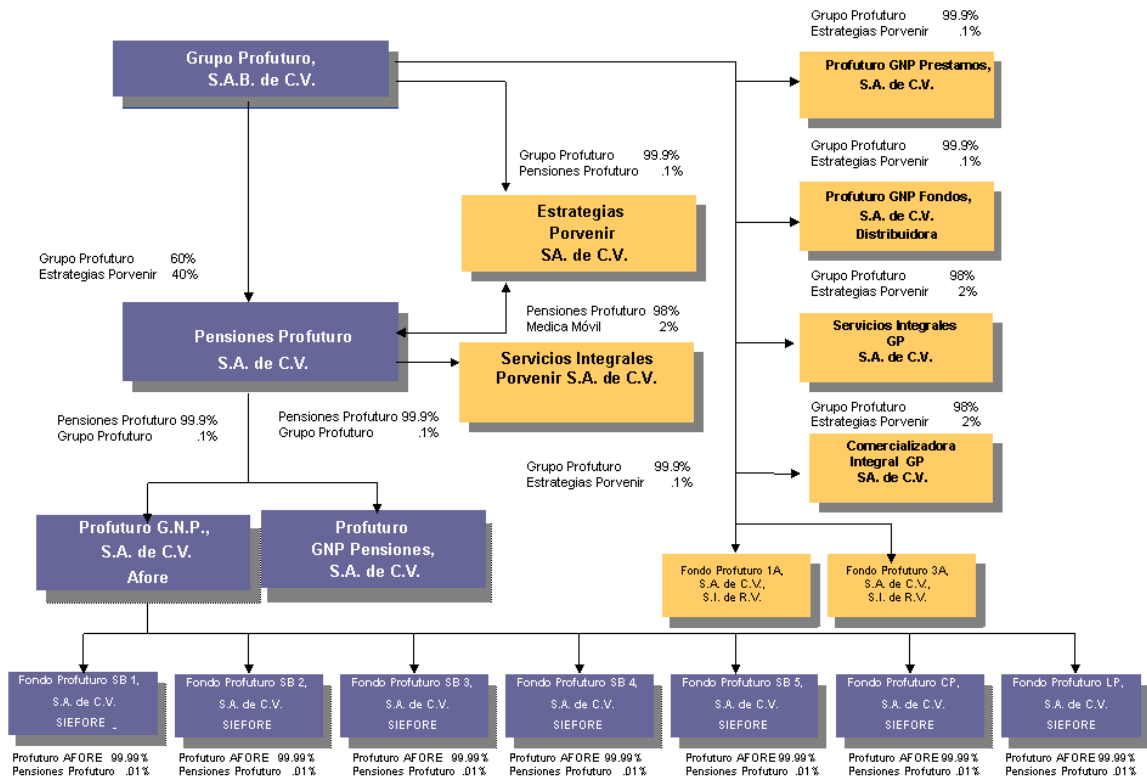 Grupo Profuturo 99.9%
Estrategias Porvenir .1%
Grupo Profuturo,
S.A.B. de C.V.
Profuturo GNP Prestamos,
S.A. de C.V.
Grupo Profuturo 99.9%
Pensiones Profuturo .1%
Grupo Profuturo 99.9%
Estrategias Porvenir .1%
Estrategias
Porvenir
SA. de C.V.
Profuturo GNP Fondos,
S.A. de C.V.
Distribuidora
Grupo Profuturo 60%
Estrategias Porvenir 40%
Grupo Profuturo 98%
Estrategias Porvenir 2%
Pensiones Profuturo
S.A. de C.V.
Pensiones Profuturo 98%
Medica Móvil 2%
Servicios Integrales
Porvenir S.A. de C.V.
Servicios Integrales
GP
S.A. de C.V.
Pensiones Profuturo 99.9%
Grupo Profuturo .1%
Pensiones Profuturo 99.9%
Grupo Profuturo .1%
Grupo Profuturo 98%
Estrategias Porvenir 2%
Comercializadora
Integral GP
SA. de C.V.
Grupo Profuturo 99.9%
Estrategias Porvenir .1%
Profuturo G.N.P.,
S.A. de C.V.
Afore
Profuturo
GNP Pensiones,
S.A. de C.V.
Fondo Profuturo 1A,
S.A. de C.V.,
S.I. de R.V.
Fondo Profuturo 3A,
S.A. de C.V.,
S.I. de R.V.
Fondo Profuturo SB 1,
S.A. de C.V.
SIEFORE _
Profuturo AFORE 99.99%
Pensiones Profuturo .01%
Fondo Profuturo SB 2,
S.A. de C.V.
SIEFORE
Profuturo AFORE 99.99%
Pensiones Profuturo .01%
Fondo Profuturo SB 3,
S.A. de C.V.
SIEFORE
Profuturo AFORE 99.99%
Pensiones Profuturo .01%
Fondo Profuturo SB 4,
S.A. de C.V.
SIEFORE
Profuturo AFORE 99.99%
Pensiones Profuturo .01%
Fondo Profuturo SB 5,
S.A. de C.V.
SIEFORE
Profuturo AFORE 99.99%
Pensiones Profuturo .01%
Fondo Profuturo CP,
S.A. de C.V.
SIEFORE
Profuturo AFORE 99.99%
Pensiones Profuturo .01%
Fondo Profuturo LP,
S.A. de C.V.
SIEFORE
Profuturo AFORE 99.99%
Pensiones Profuturo .01%